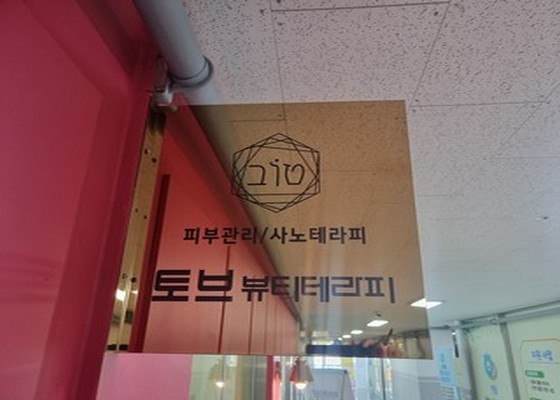 טוב
피부관리/사노테라피
토브 뷰티테라피